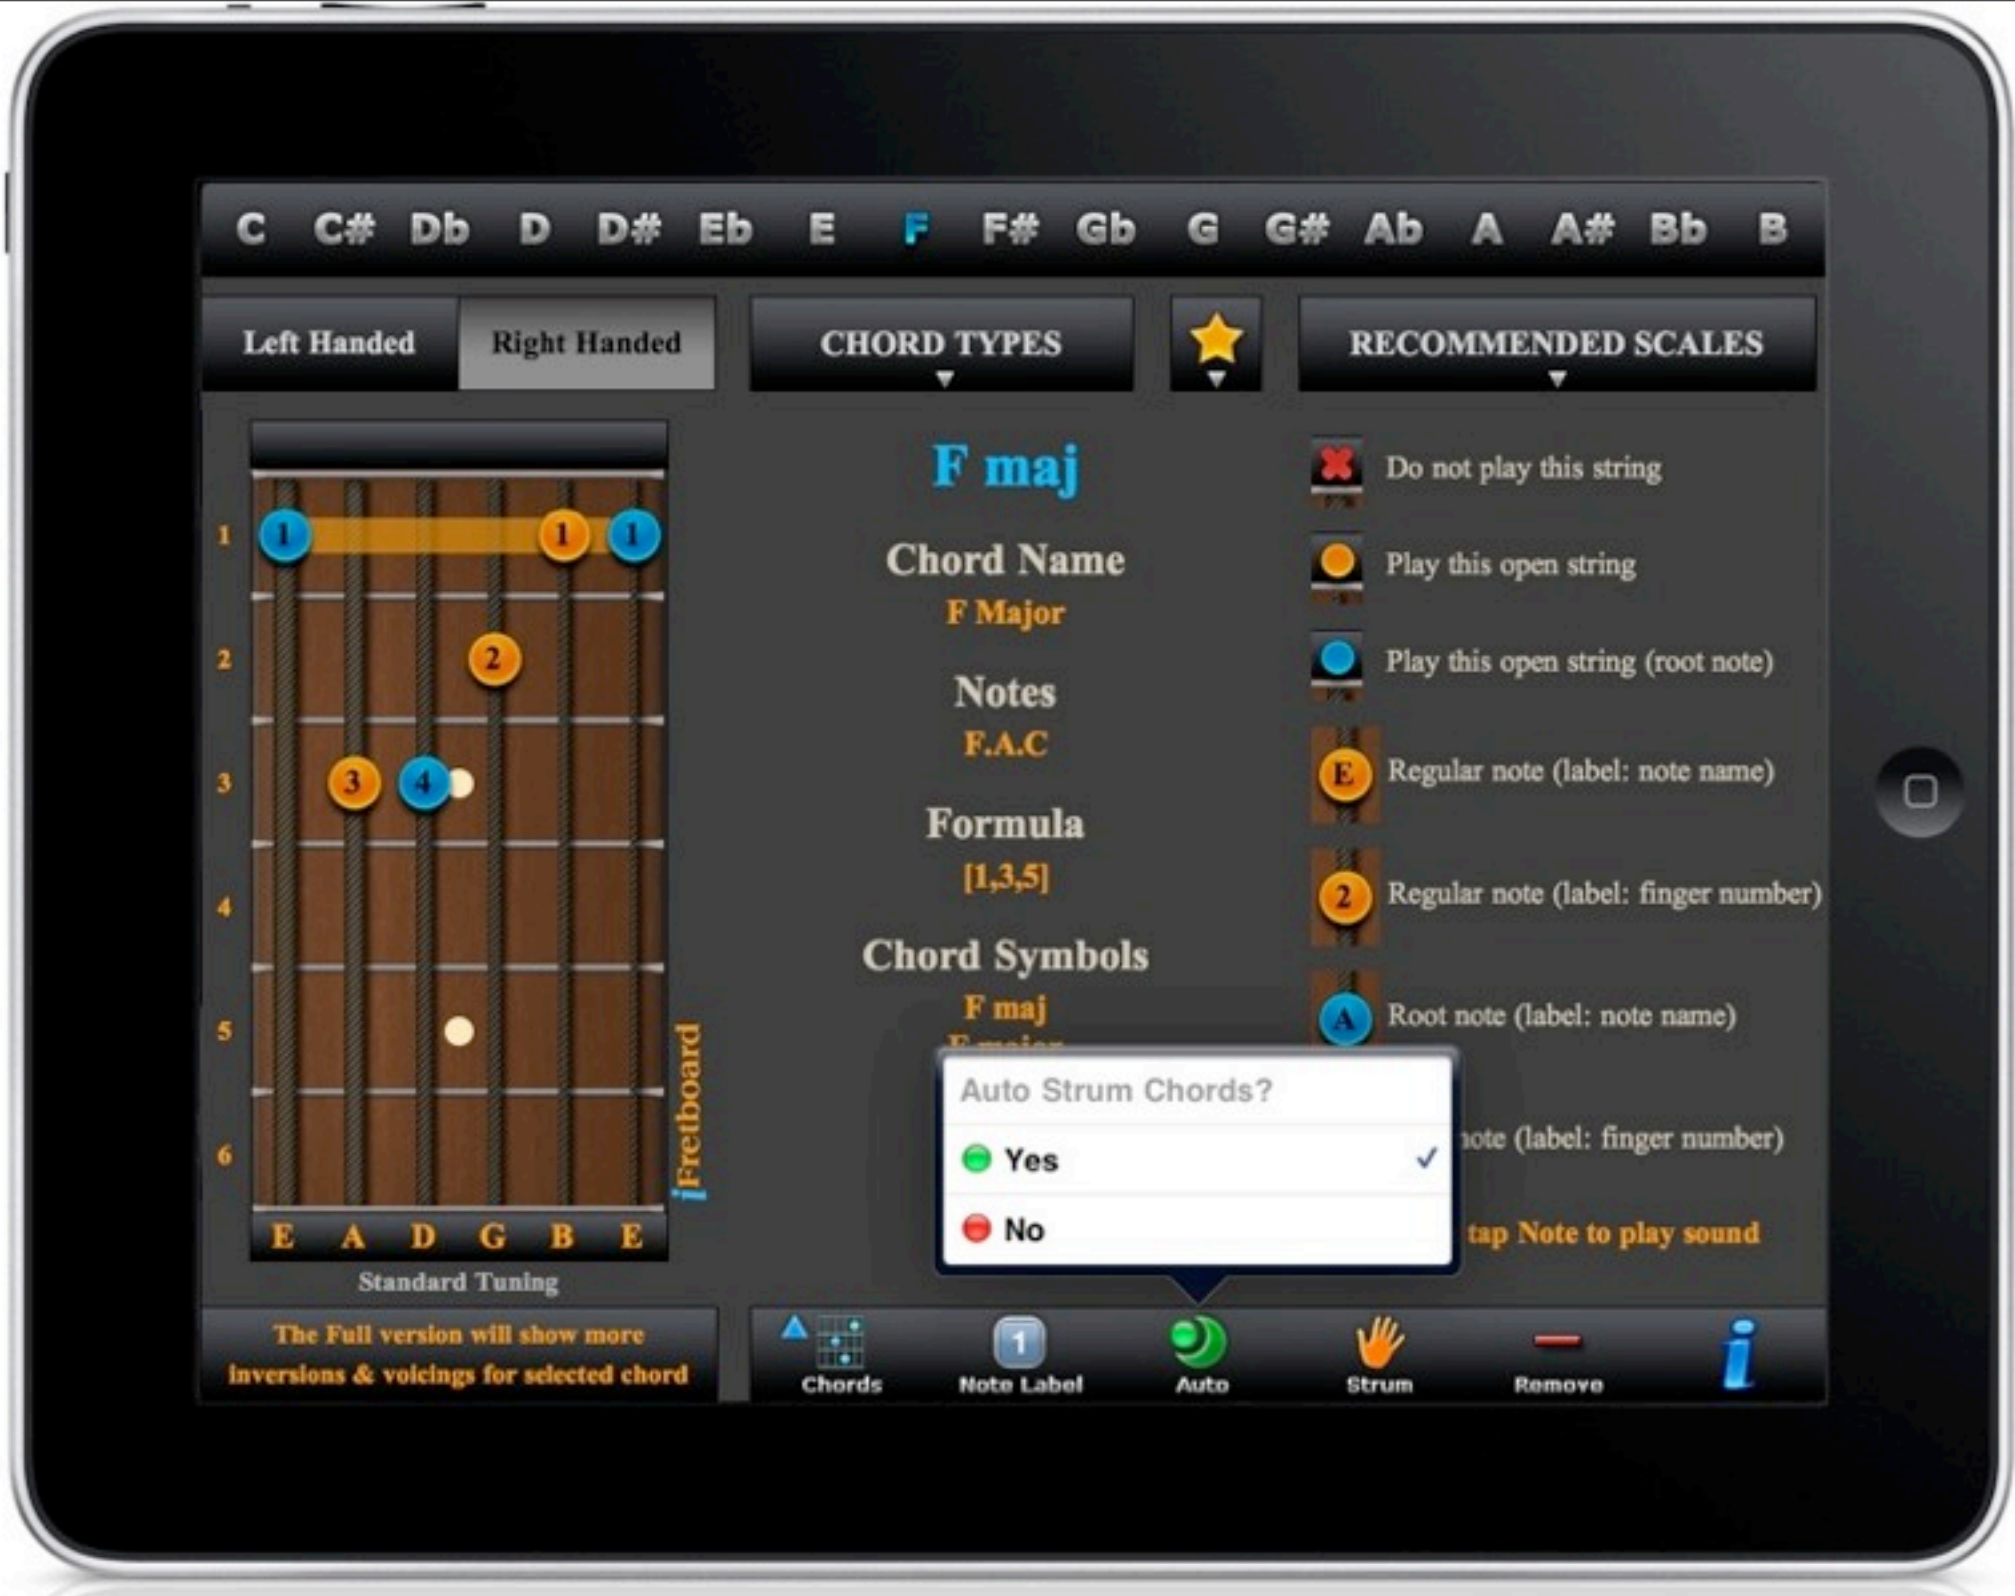 C C# Db D D# Eb E F F# Gb G G# Ab A A# Bb B
Left Handed
Right Handed
CHORD TYPES
RECOMMENDED SCALES
1
2
3
4
5
6
1
1
1
2
3
4
E A D G B E
Standard Tuning
iFretboard
The Full version will show more
inversions & voicings for selected chord
F maj
Chord Name
F Major
Notes
F.A.C
Formula
[1,3,5]
Chord Symbols
F maj
F major
Do not play this string
Play this open string
Play this open string (root note)
E
Regular note (label: note name)
2
Regular note (label: finger number)
A
Root note (label: note name)
note (label: finger number)
tap Note to play sound
Auto Strum Chords?
Yes
No
Chords
1
Note Label
Auto
Strum
Remove
i